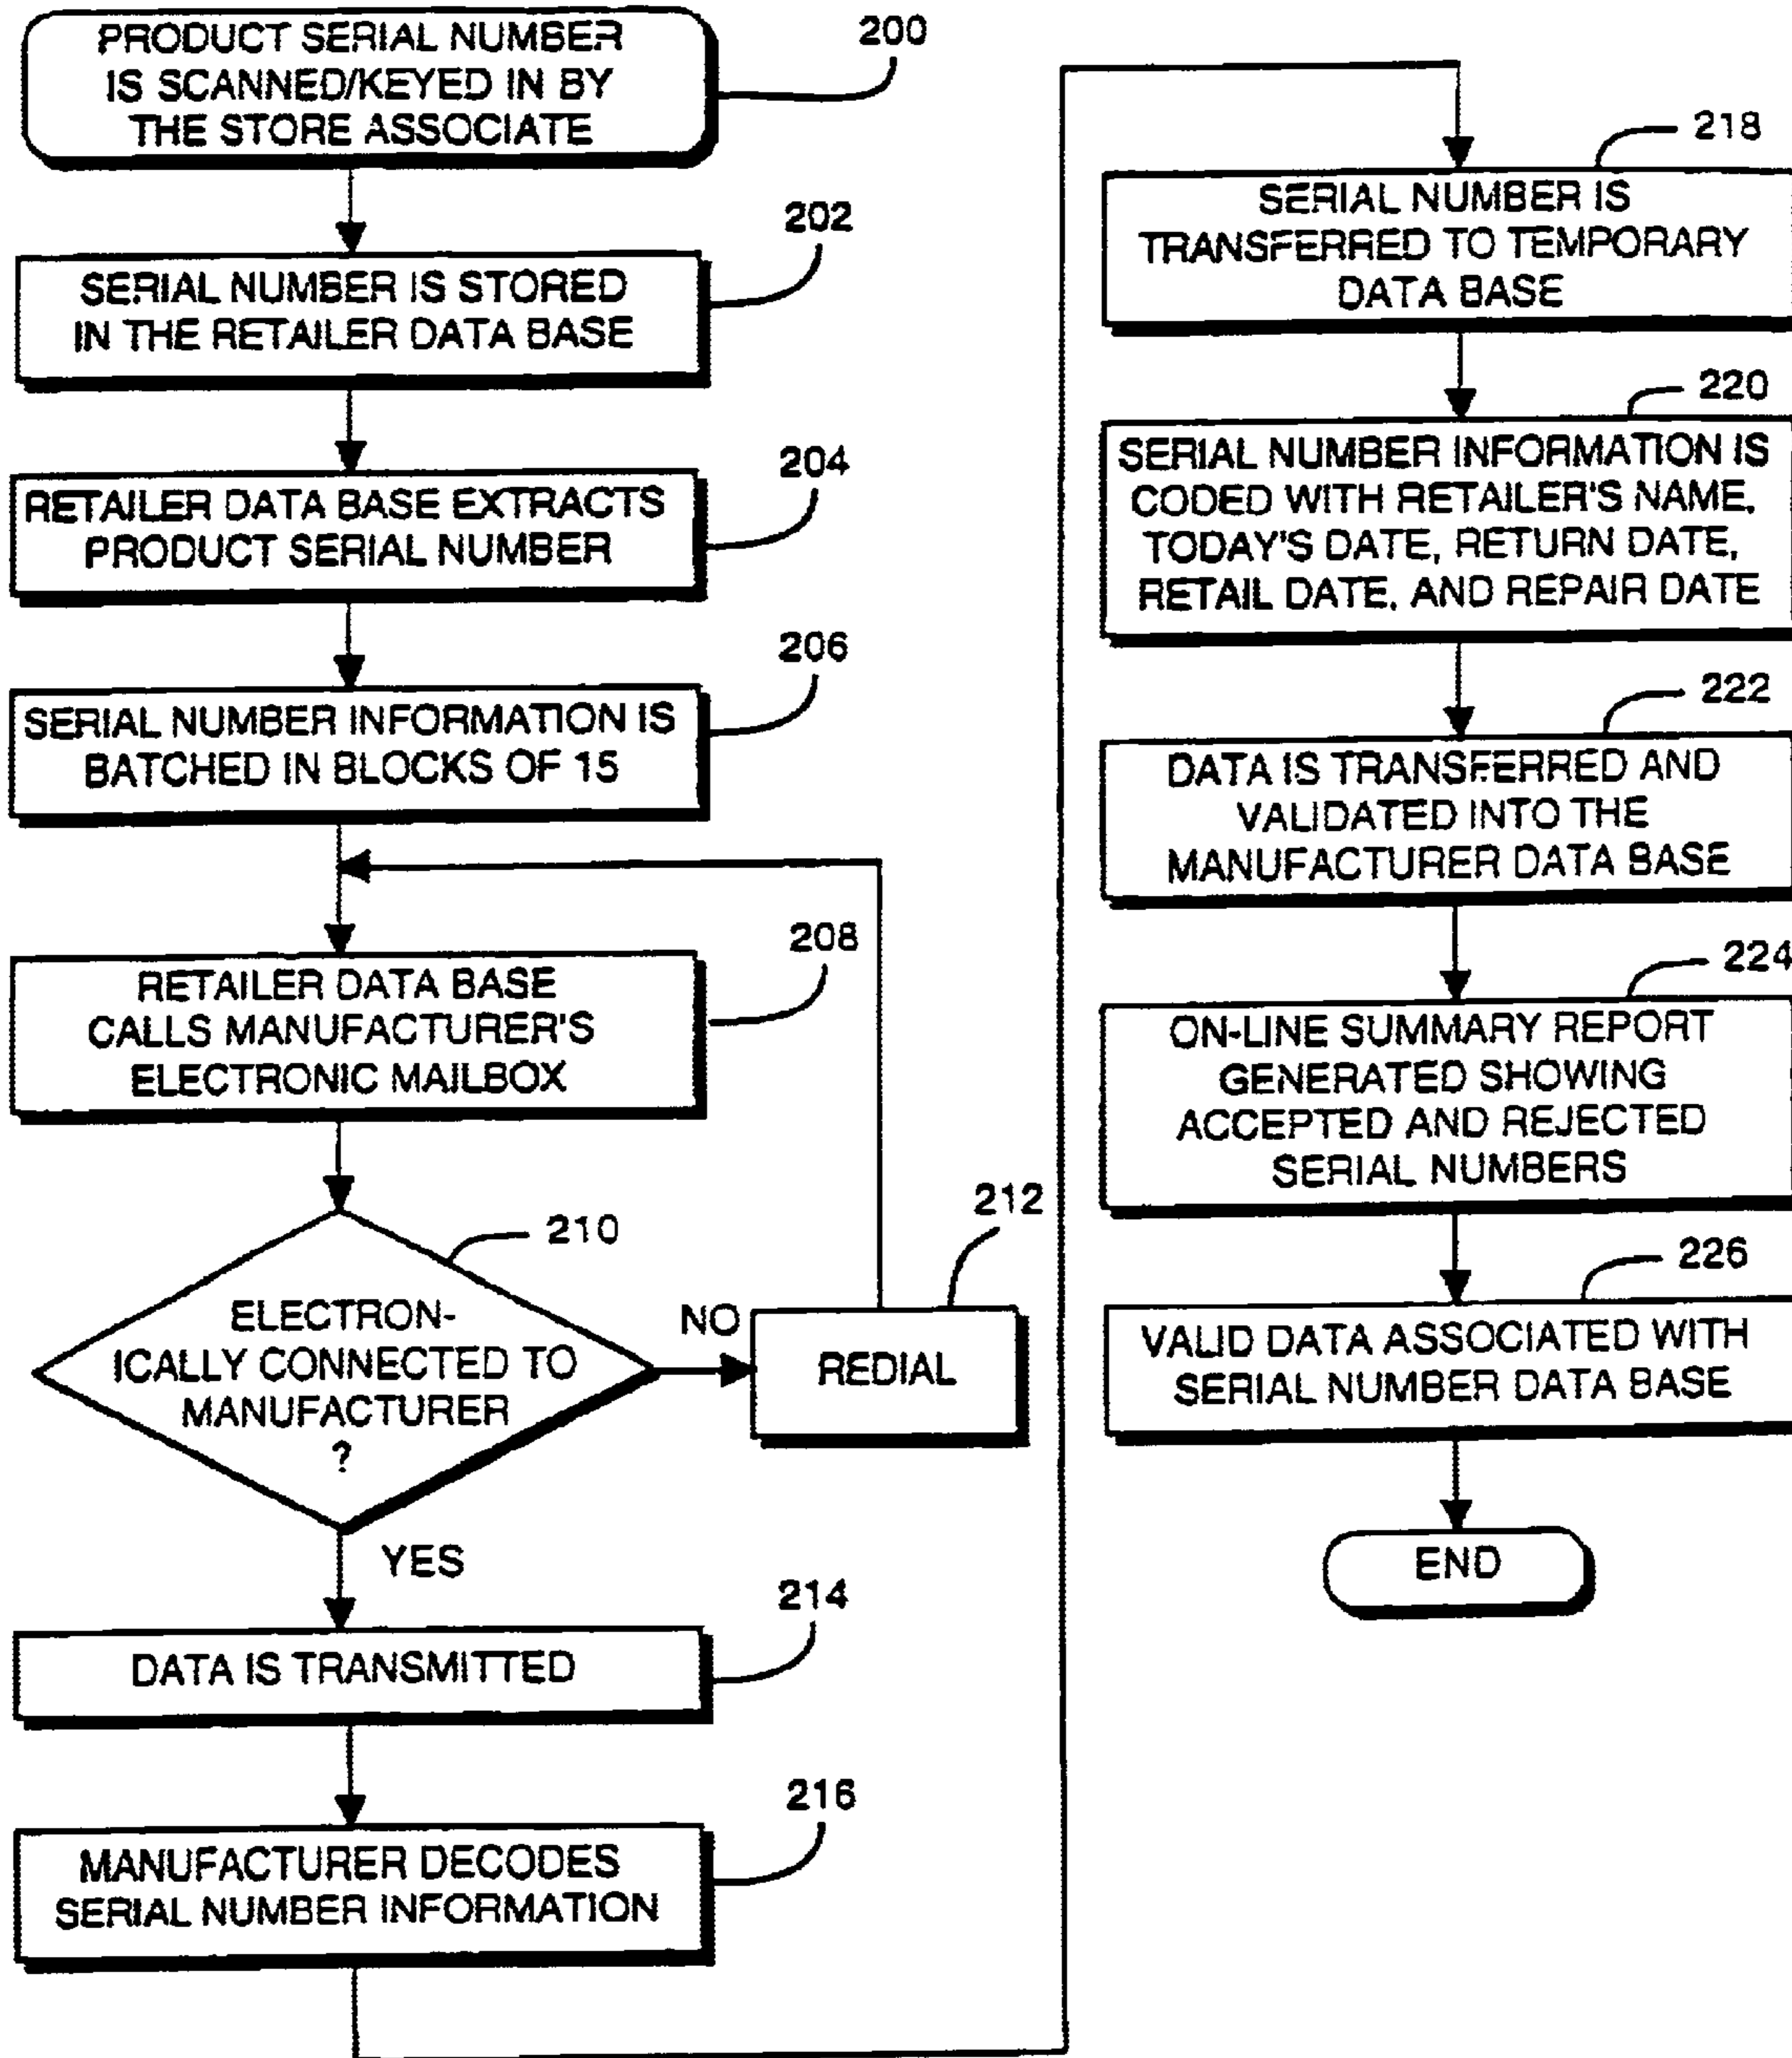 PRODUCT SERIAL NUMBER
IS SCANNED/KEYED IN BY
THE STORE ASSOCIATE
200
SERIAL NUMBER IS STORED
IN THE RETAILER DATA BASE
202
RETAILER DATA BASE EXTRACTS
PRODUCT SERIAL NUMBER
204
SERIAL NUMBER INFORMATION IS
BATCHED IN BLOCKS OF 15
206
RETAILER DATA BASE
CALLS MANUFACTURER'S
ELECTRONIC MAILBOX
208
ELECTRON-
ICALLY CONNECTED TO
MANUFACTURER
?
210
NO
REDIAL
212
YES
DATA IS TRANSMITTED
214
MANUFACTURER DECODES
SERIAL NUMBER INFORMATION
216
SERIAL NUMBER IS
TRANSFERRED TO TEMPORARY
DATA BASE
218
SERIAL NUMBER INFORMATION IS
CODED WITH RETAILER'S NAME,
TODAY'S DATE, RETURN DATE,
RETAIL DATE, AND REPAIR DATE
220
DATA IS TRANSFERRED AND
VALIDATED INTO THE
MANUFACTURER DATA BASE
222
ON-LINE SUMMARY REPORT
GENERATED SHOWING
ACCEPTED AND REJECTED
SERIAL NUMBERS
224
VALID DATA ASSOCIATED WITH
SERIAL NUMBER DATA BASE
226
END